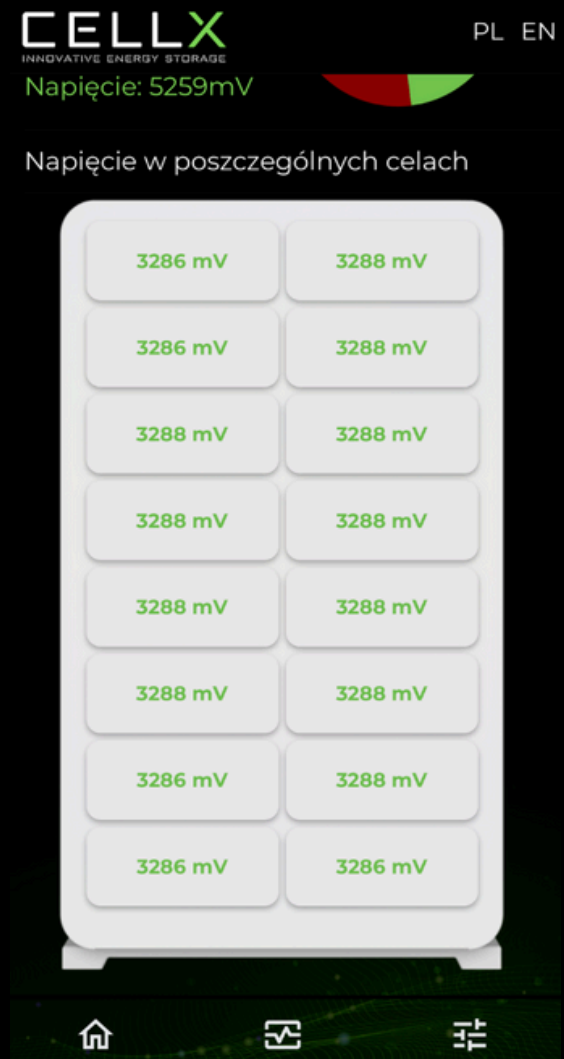 CELLX
PL EN
INNOVATIVE ENERGY STORAGE
Napięcie: 5259mV
Napięcie w poszczególnych celach
3286 mV 3288 mV
3286 mV 3288 mV
3288 mV 3288 mV
3288 mV 3288 mV
3288 mV 3288 mV
3288 mV 3288 mV
3286 mV 3288 mV
3286 mV 3286 mV